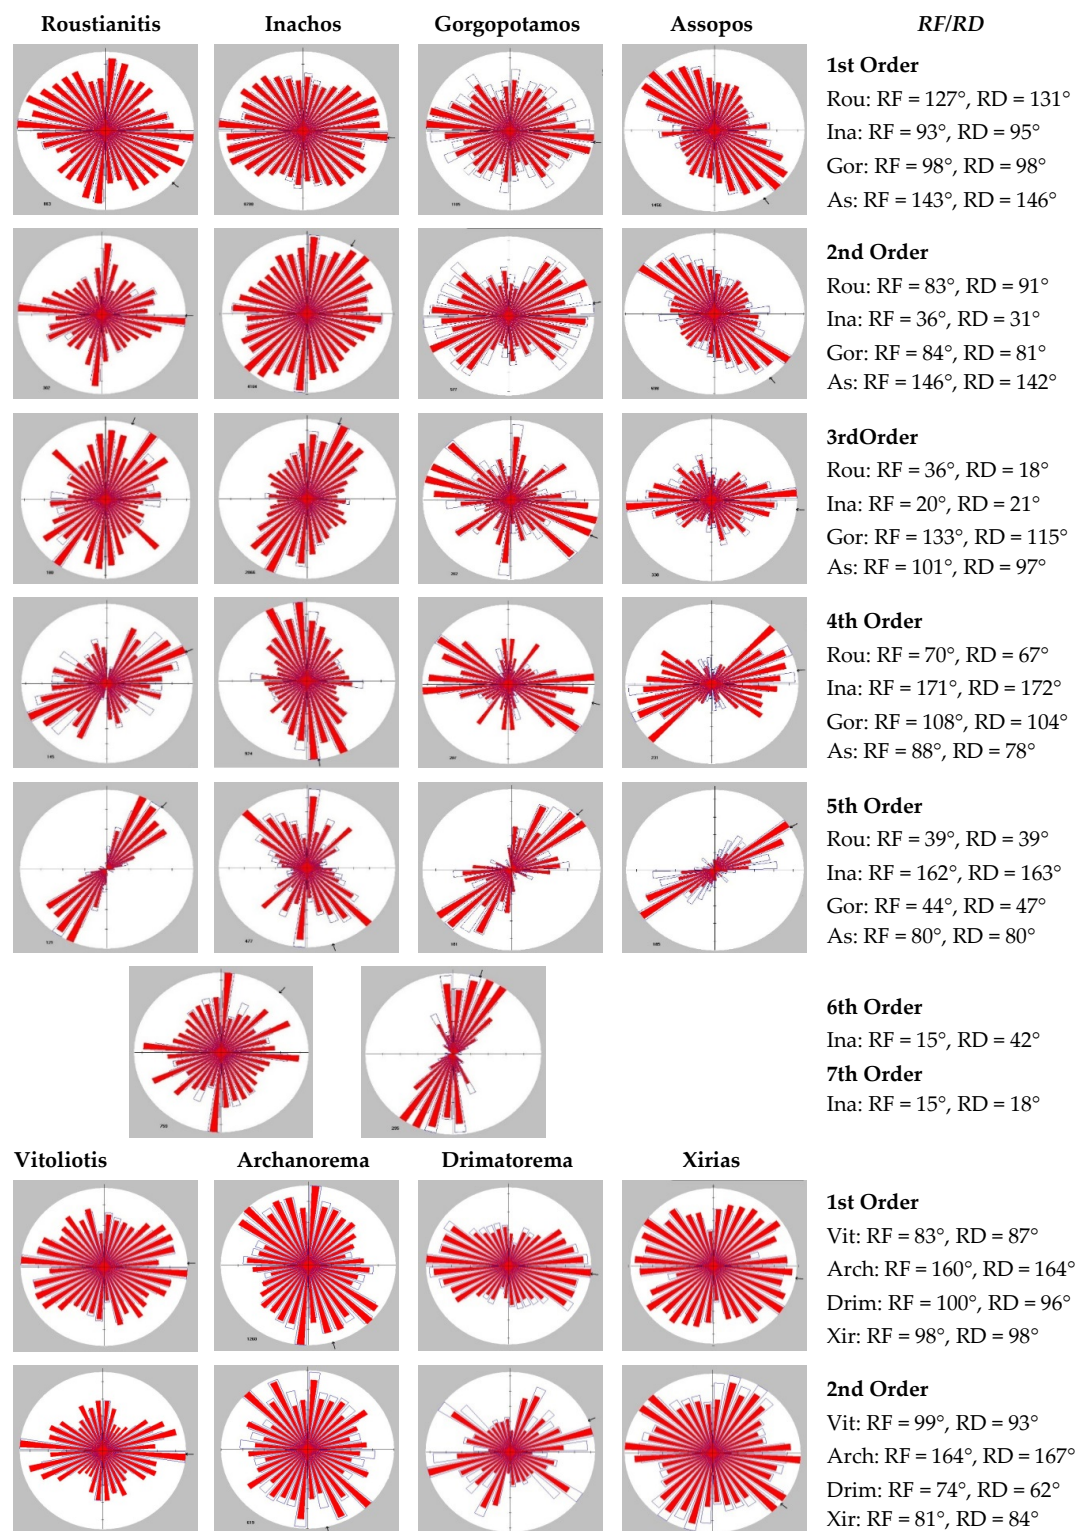 Roustianitis Inachos Gorgopotamos Assopos RF/RD
1st Order
Rou: RF = 127°, RD = 131°
Ina: RF = 93°, RD = 95°
Gor: RF = 98°, RD = 98°
As: RF = 143°, RD = 146°
2nd Order
Rou: RF = 83°, RD = 91°
Ina: RF = 36°, RD = 31°
Gor: RF = 84°, RD = 81°
As: RF = 146°, RD = 142°
3rdOrder
Rou: RF = 36°, RD = 18°
Ina: RF = 20°, RD = 21°
Gor: RF = 133°, RD = 115°
As: RF = 101°, RD = 97°
4th Order
Rou: RF = 70°, RD = 67°
Ina: RF = 171°, RD = 172°
Gor: RF = 108°, RD = 104°
As: RF = 88°, RD = 78°
5th Order
Rou: RF = 39°, RD = 39°
Ina: RF = 162°, RD = 163°
Gor: RF = 44°, RD = 47°
As: RF = 80°, RD = 80°
6th Order
Ina: RF = 15°, RD = 42°
7th Order
Ina: RF = 15°, RD = 18°
Vitoliotis Archanorema Drimatorema Xirias
1st Order
Vit: RF = 83°, RD = 87°
Arch: RF = 160°, RD = 164°
Drim: RF = 100°, RD = 96°
Xir: RF = 98°, RD = 98°
2nd Order
Vit: RF = 99°, RD = 93°
Arch: RF = 164°, RD = 167°
Drim: RF = 74°, RD = 62°
Xir: RF = 81°, RD = 84°